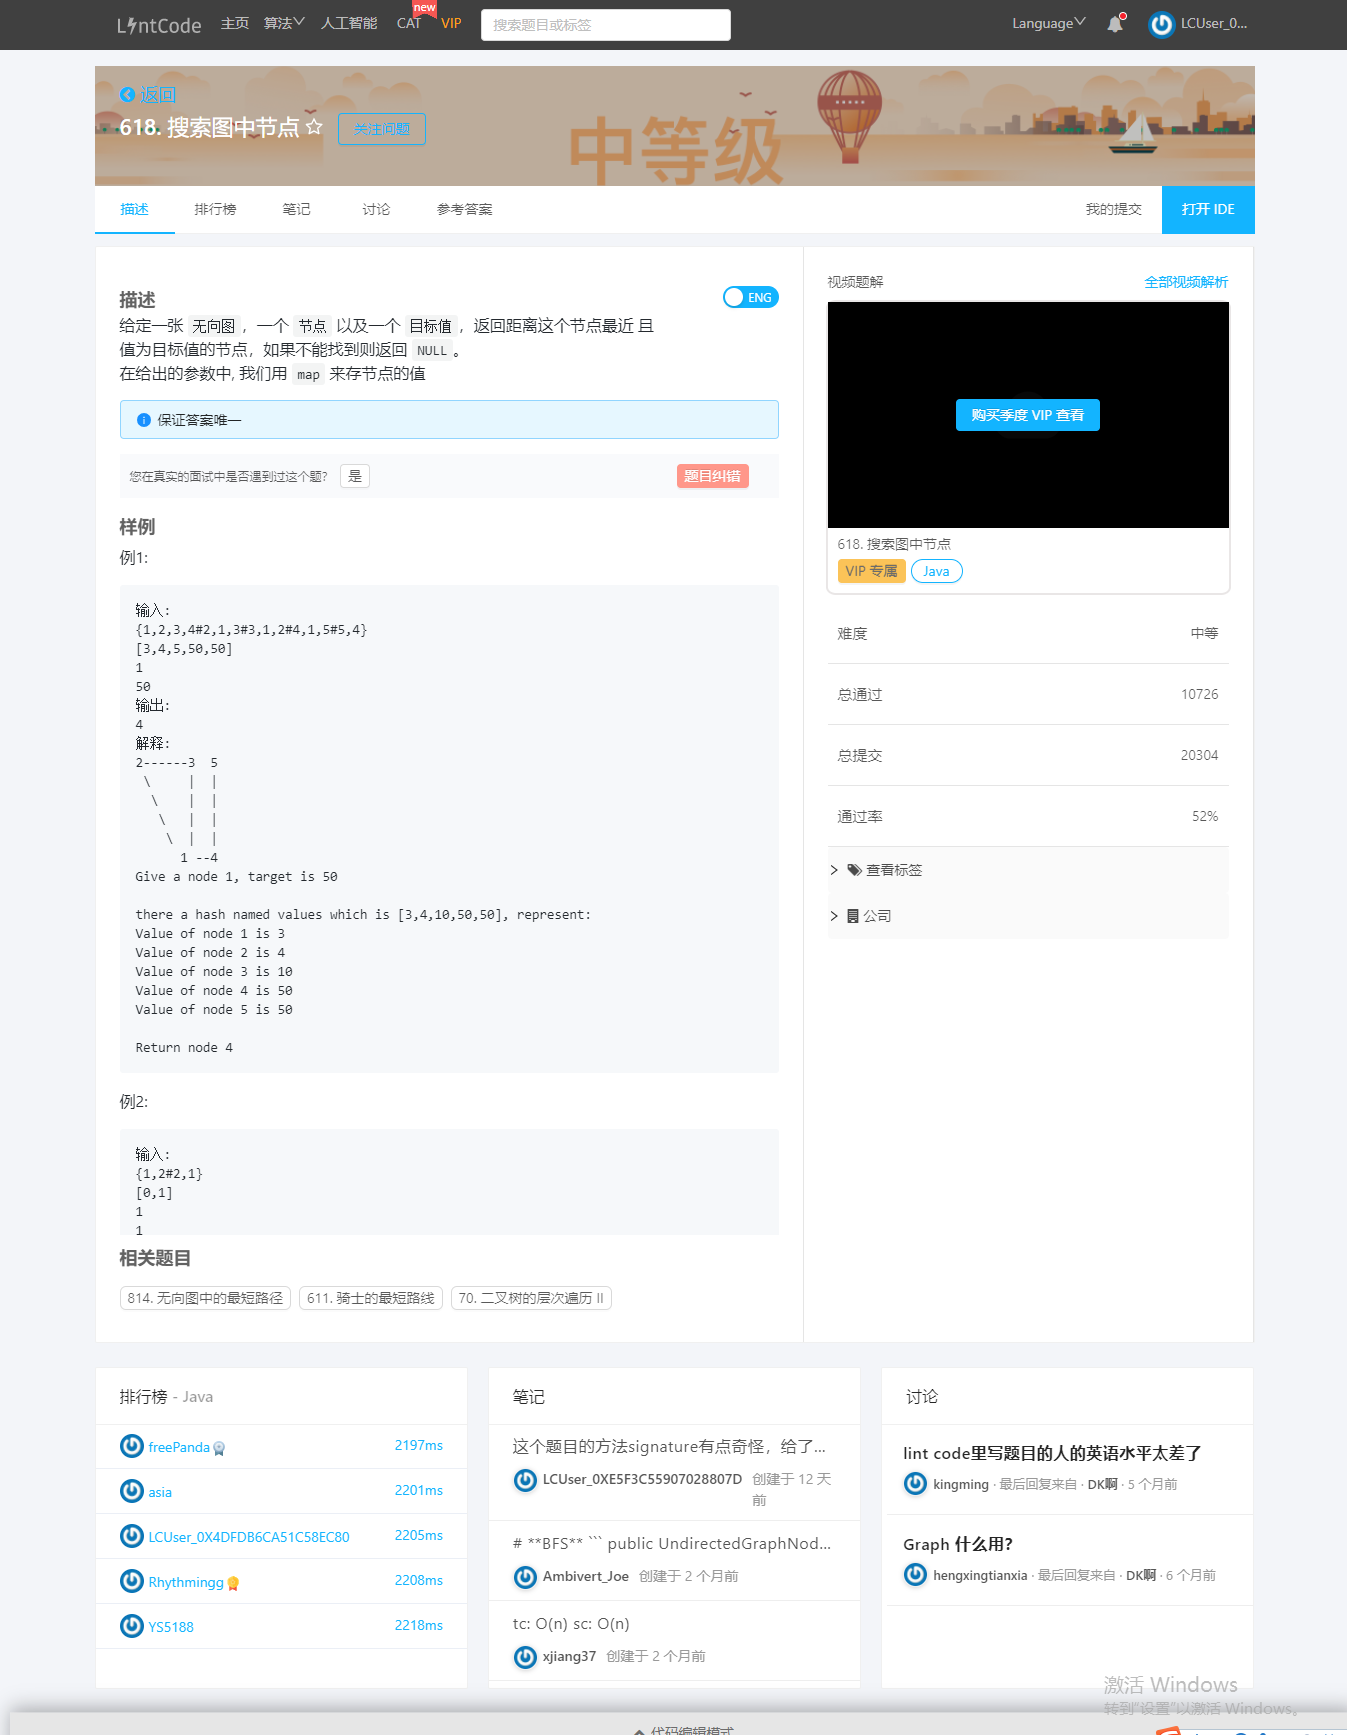 LintCode 主页 算法 人工智能 CAT new VIP 搜索题目或标签 Language LCUser_0...
返回
618. 搜索图中节点 关注问题
中等级
描述 排行榜 笔记 讨论 参考答案 我的提交 打开 IDE
描述 ENG
给定一张 无向图，一个 节点 以及一个 目标值，返回距离这个节点最近 且
值为目标值的节点，如果不能找到则返回 NULL。
在给出的参数中, 我们用 map 来存节点的值
保证答案唯一
您在真实的面试中是否遇到过这个题？ 是 题目纠错
样例
例1:
输入:
{1,2,3,4#2,1,3#3,1,2#4,1,5#5,4}
[3,4,5,50,50]
1
50
输出:
4
解释:
2------3  5
 \     |  |
  \    |  |
   \   |  |
    \  |  |
      1 --4
Give a node 1, target is 50
there a hash named values which is [3,4,10,50,50], represent:
Value of node 1 is 3
Value of node 2 is 4
Value of node 3 is 10
Value of node 4 is 50
Value of node 5 is 50
Return node 4
例2:
输入:
{1,2#2,1}
[0,1]
1
1
相关题目
814. 无向图中的最短路径 611. 骑士的最短路线 70. 二叉树的层次遍历 II
视频题解 全部视频解析
购买季度 VIP 查看
618. 搜索图中节点
VIP 专属 Java
难度 中等
总通过 10726
总提交 20304
通过率 52%
查看标签
公司
排行榜 - Java
freePanda 2197ms
asia 2201ms
LCUser_0X4DFDB6CA51C58EC80 2205ms
Rhythmingg 2208ms
YS5188 2218ms
笔记
这个题目的方法signature有点奇怪，给了...
LCUser_0XE5F3C55907028807D 创建于 12 天
前
# **BFS** ``` public UndirectedGraphNod...
Ambivert_Joe 创建于 2 个月前
tc: O(n) sc: O(n)
xjiang37 创建于 2 个月前
讨论
lint code里写题目的人的英语水平太差了
kingming · 最后回复来自 · DK啊 · 5 个月前
Graph 什么用？
hengxingtianxia · 最后回复来自 · DK啊 · 6 个月前
激活 Windows
转到“设置”以激活 Windows。
代码编辑模式